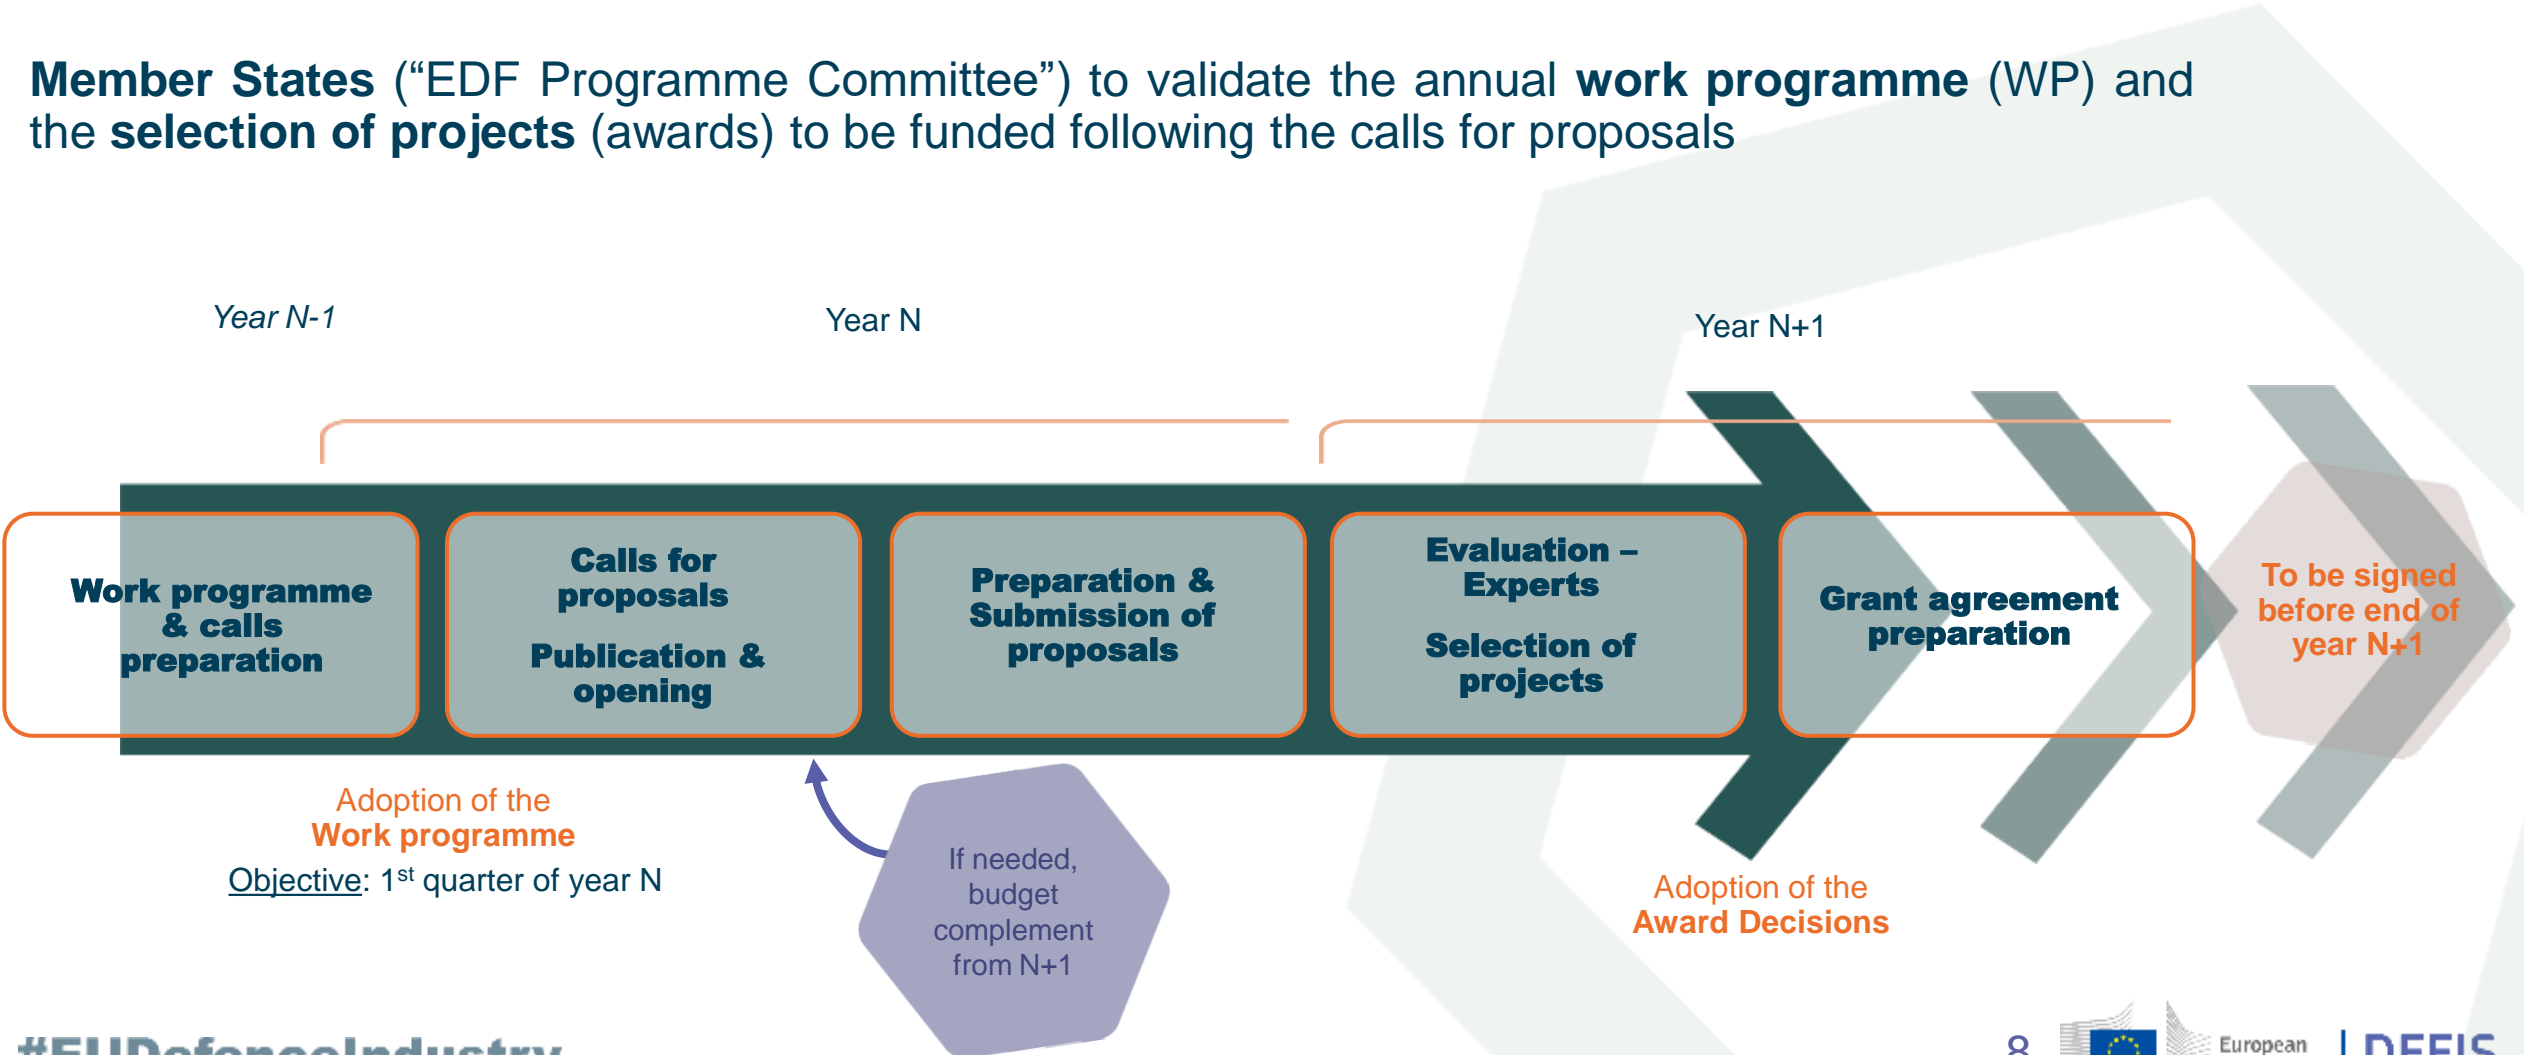 Member States (“EDF Programme Committee”) to validate the annual work programme (WP) and
the selection of projects (awards) to be funded following the calls for proposals
Year N-1
Year N
Year N+1
Work programme
& calls
preparation
Calls for
proposals
Publication &
opening
Preparation &
Submission of
proposals
Evaluation –
Experts
Selection of
projects
Grant agreement
preparation
To be signed
before end of
year N+1
Adoption of the
Work programme
Objective: 1st quarter of year N
If needed,
budget
complement
from N+1
Adoption of the
Award Decisions
#EUDefenceIndustry
8
European
DEFIS